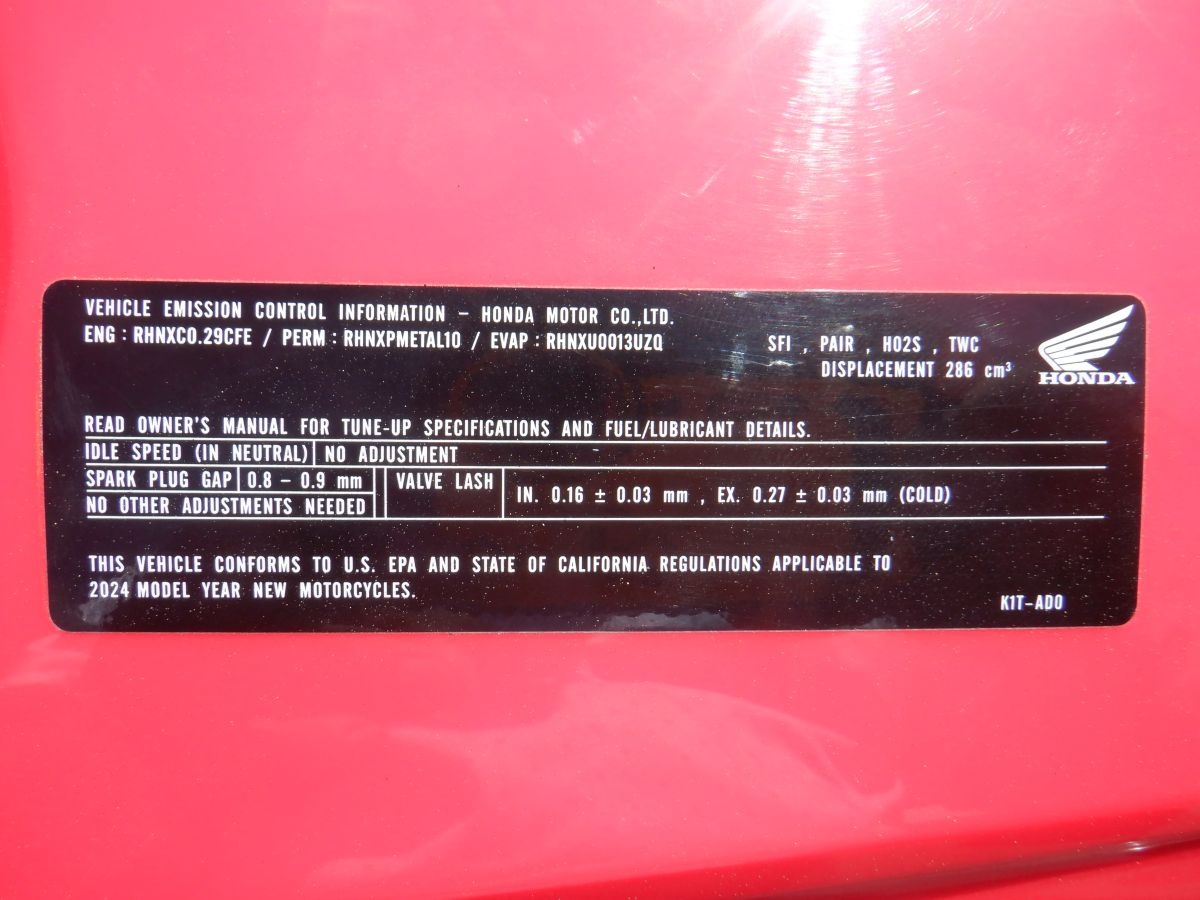 VEHICLE EMISSION CONTROL INFORMATION – HONDA MOTOR CO.,LTD.
ENG : RHNXC0.29CFE / PERM : RHNXPMETAL10 / EVAP : RHNXU0013UZQ
SFI , PAIR , HO2S , TWC
DISPLACEMENT 286 cm³
HONDA
READ OWNER'S MANUAL FOR TUNE-UP SPECIFICATIONS AND FUEL/LUBRICANT DETAILS.
IDLE SPEED (IN NEUTRAL) NO ADJUSTMENT
SPARK PLUG GAP 0.8 – 0.9 mm
NO OTHER ADJUSTMENTS NEEDED
VALVE LASH IN. 0.16 ± 0.03 mm , EX. 0.27 ± 0.03 mm (COLD)
THIS VEHICLE CONFORMS TO U.S. EPA AND STATE OF CALIFORNIA REGULATIONS APPLICABLE TO
2024 MODEL YEAR NEW MOTORCYCLES.
K1T-AD0